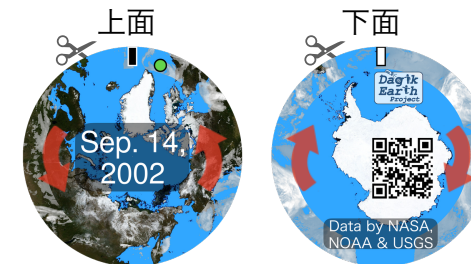 上面
下面
Sep. 14,
2002
Dagik
Earth
Project
Data by NASA,
NOAA & USGS